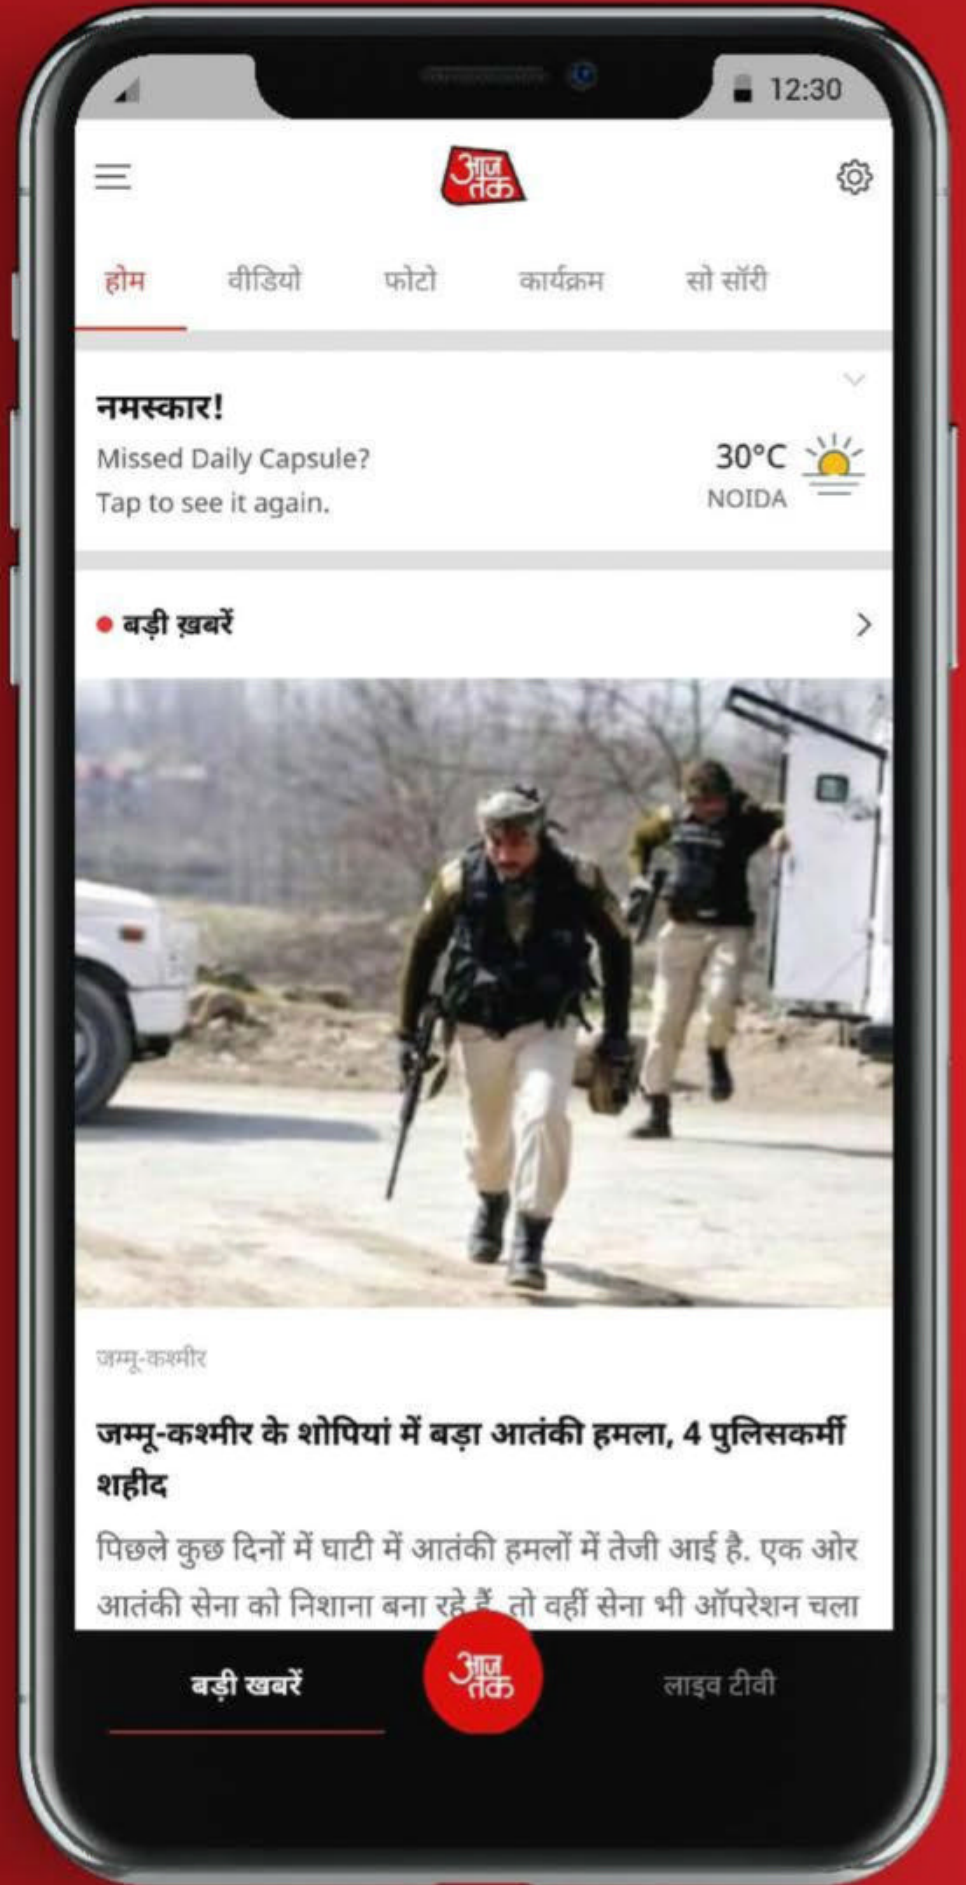 12:30
आज
तक
होम वीडियो फोटो कार्यक्रम सो सॉरी
नमस्कार!
Missed Daily Capsule?
Tap to see it again.
30°C
NOIDA
बड़ी ख़बरें
जम्मू-कश्मीर
जम्मू-कश्मीर के शोपियां में बड़ा आतंकी हमला, 4 पुलिसकर्मी
शहीद
पिछले कुछ दिनों में घाटी में आतंकी हमलों में तेजी आई है. एक ओर
आतंकी सेना को निशाना बना रहे हैं, तो वहीं सेना भी ऑपरेशन चला
बड़ी खबरें
आज
तक
लाइव टीवी